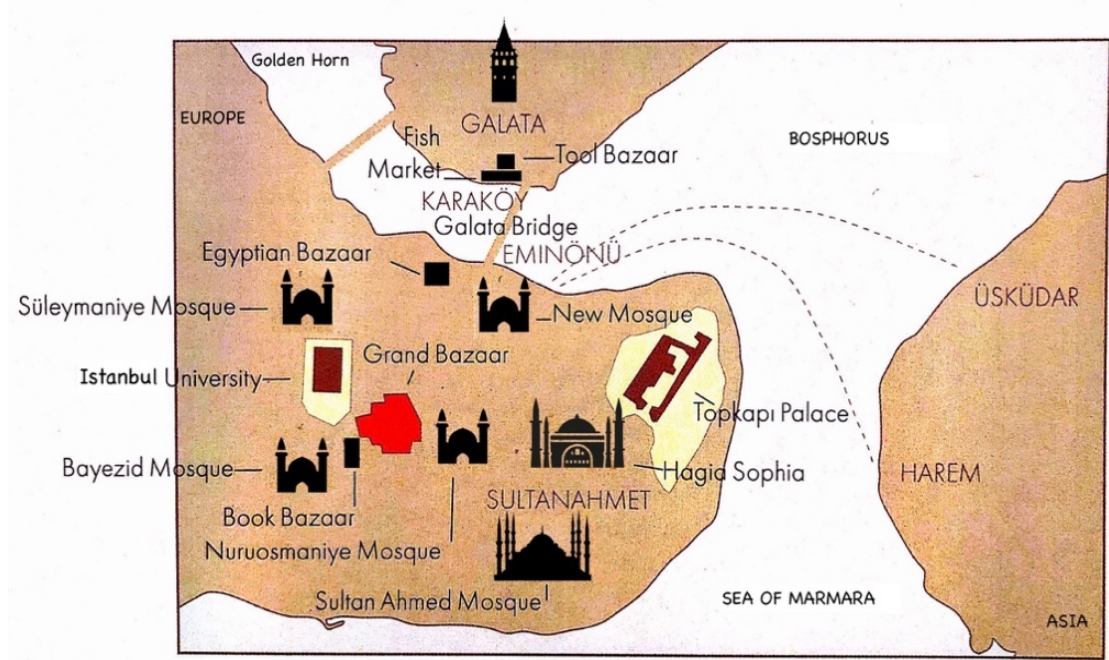 Golden Horn
EUROPE
GALATA
BOSPHORUS
Fish
Market
Tool Bazaar
KARAKÖY
Galata Bridge
EMİNÖNÜ
Egyptian Bazaar
ÜSKÜDAR
Süleymaniye Mosque
New Mosque
Grand Bazaar
Istanbul University
Topkapı Palace
Bayezid Mosque
Hagia Sophia
HAREM
SULTANAHMET
Book Bazaar
Nuruosmaniye Mosque
Sultan Ahmed Mosque
SEA OF MARMARA
ASIA